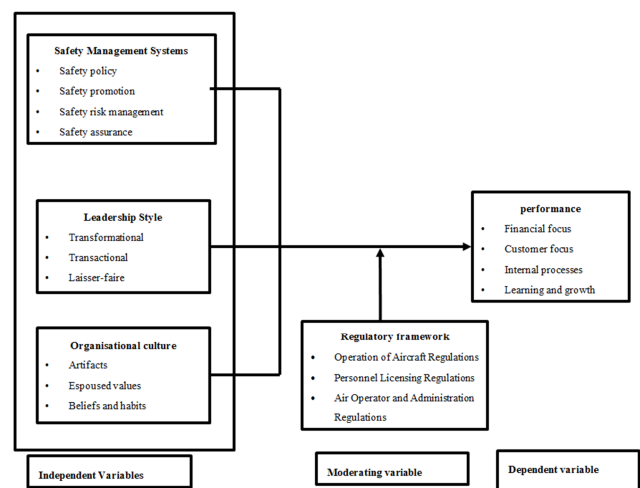 Safety Management Systems
• Safety policy
• Safety promotion
• Safety risk management
• Safety assurance
Leadership Style
• Transformational
• Transactional
• Laisser-faire
Organisational culture
• Artifacts
• Espoused values
• Beliefs and habits
performance
• Financial focus
• Customer focus
• Internal processes
• Learning and growth
Regulatory framework
• Operation of Aircraft Regulations
• Personnel Licensing Regulations
• Air Operator and Administration
Regulations
Independent Variables
Moderating variable
Dependent variable